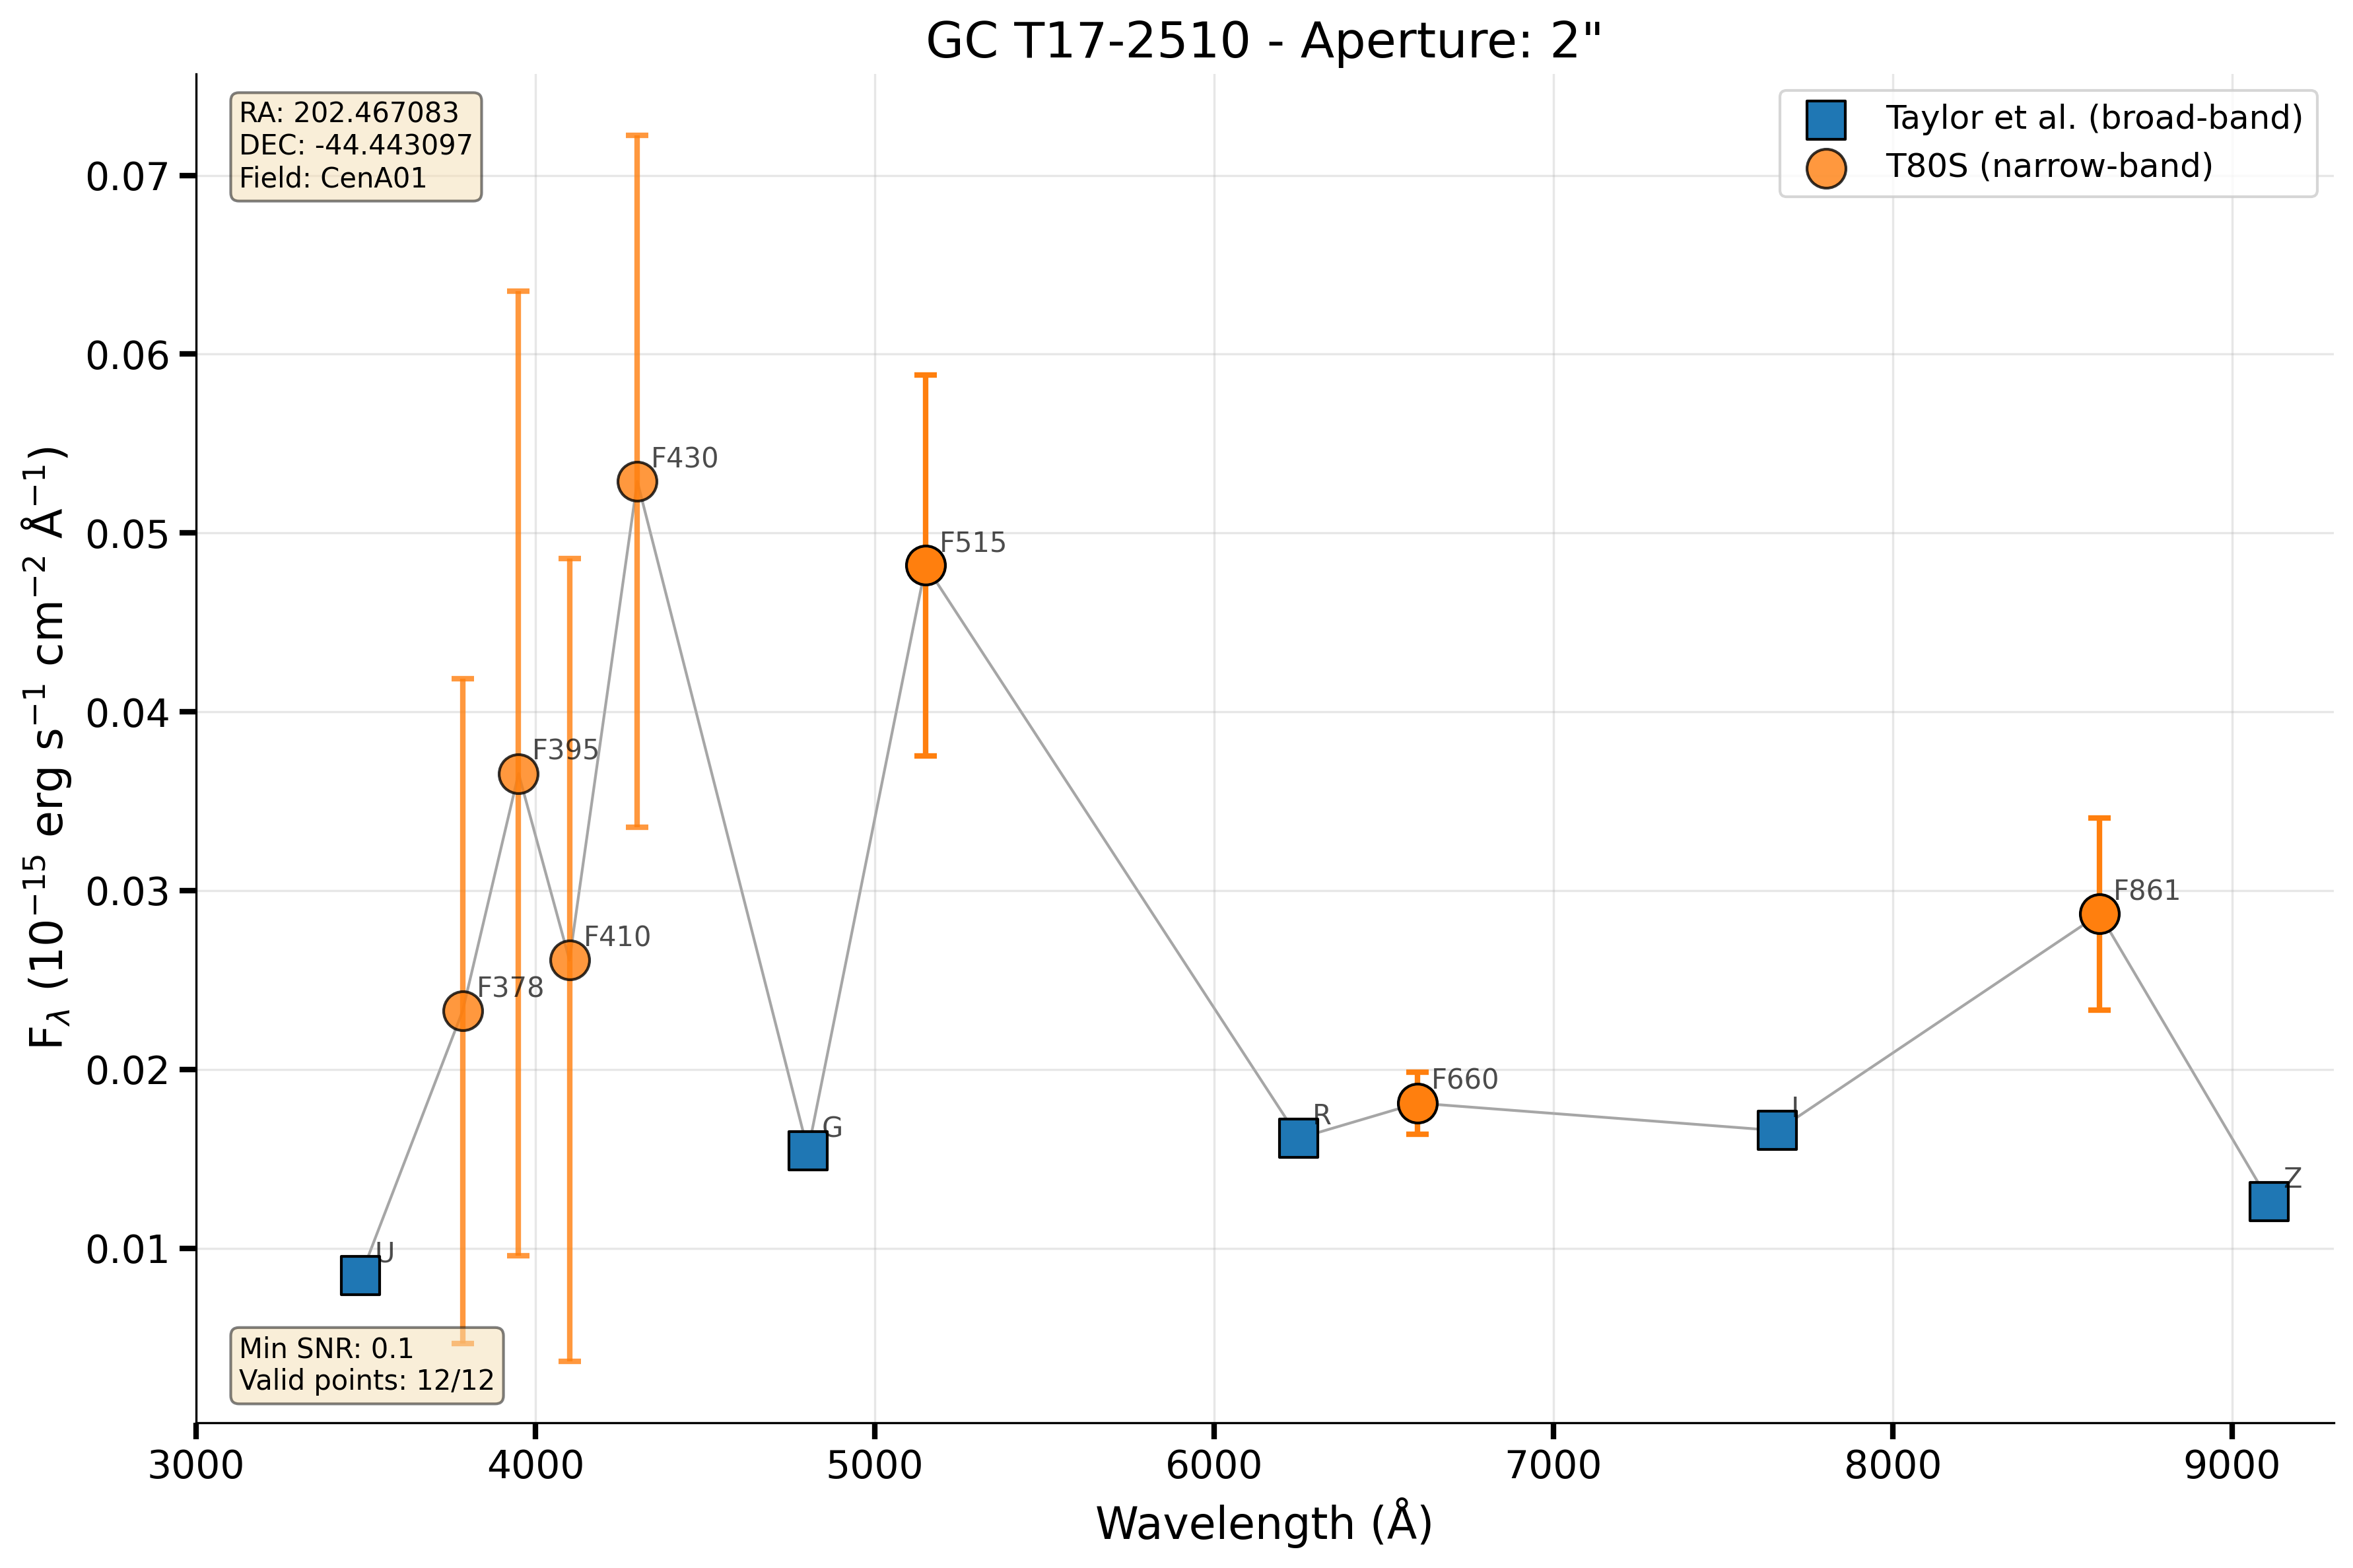 GC T17-2510 - Aperture: 2"
RA: 202.467083
DEC: -44.443097
Field: CenA01
Taylor et al. (broad-band)
T80S (narrow-band)
F_λ (10⁻¹⁵ erg s⁻¹ cm⁻² Å⁻¹)
0.07
0.06
0.05
0.04
0.03
0.02
0.01
F430
F515
F395
F410
F378
F861
F660
G
R
I
Z
U
Min SNR: 0.1
Valid points: 12/12
3000
4000
5000
6000
7000
8000
9000
Wavelength (Å)